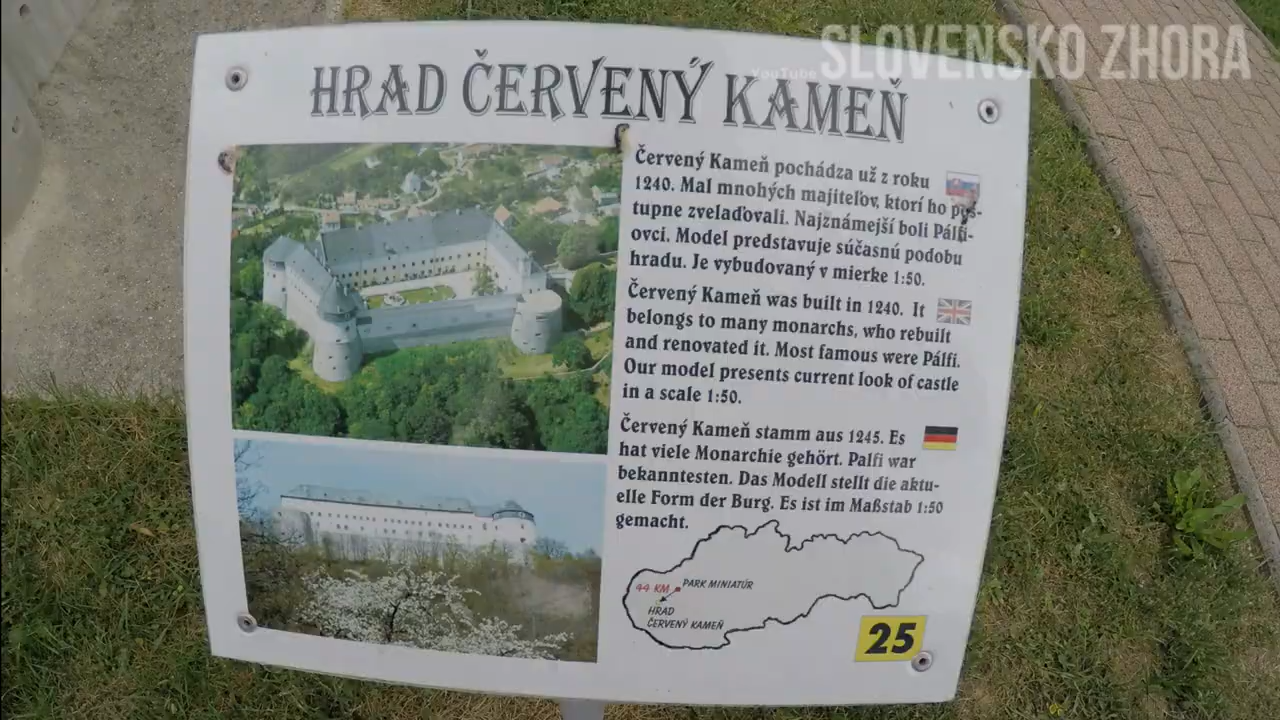 YouTube SLOVENSKO ZHORA
HRAD ČERVENÝ KAMEŇ
Červený Kameň pochádza už z roku
1240. Mal mnohých majiteľov, ktorí ho pos-
tupne zvelaďovali. Najznámejší boli Pálfi-
ovci. Model predstavuje súčasnú podobu
hradu. Je vybudovaný v mierke 1:50.
Červený Kameň was built in 1240. It
belongs to many monarchs, who rebuilt
and renovated it. Most famous were Pálfi.
Our model presents current look of castle
in a scale 1:50.
Červený Kameň stamm aus 1245. Es
hat viele Monarchie gehört. Palfi war
bekanntesten. Das Modell stellt die aktu-
elle Form der Burg. Es ist im Maßstab 1:50
gemacht.
44 KM
PARK MINIATÚR
HRAD
ČERVENÝ KAMEŇ
25